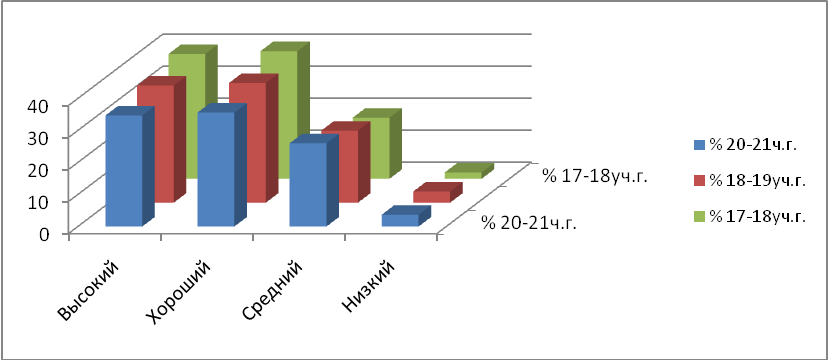 40
30
20
10
0
Высокий
Хороший
Средний
Низкий
% 17-18уч.г.
% 20-21ч.г.
% 20-21ч.г.
% 18-19уч.г.
% 17-18уч.г.